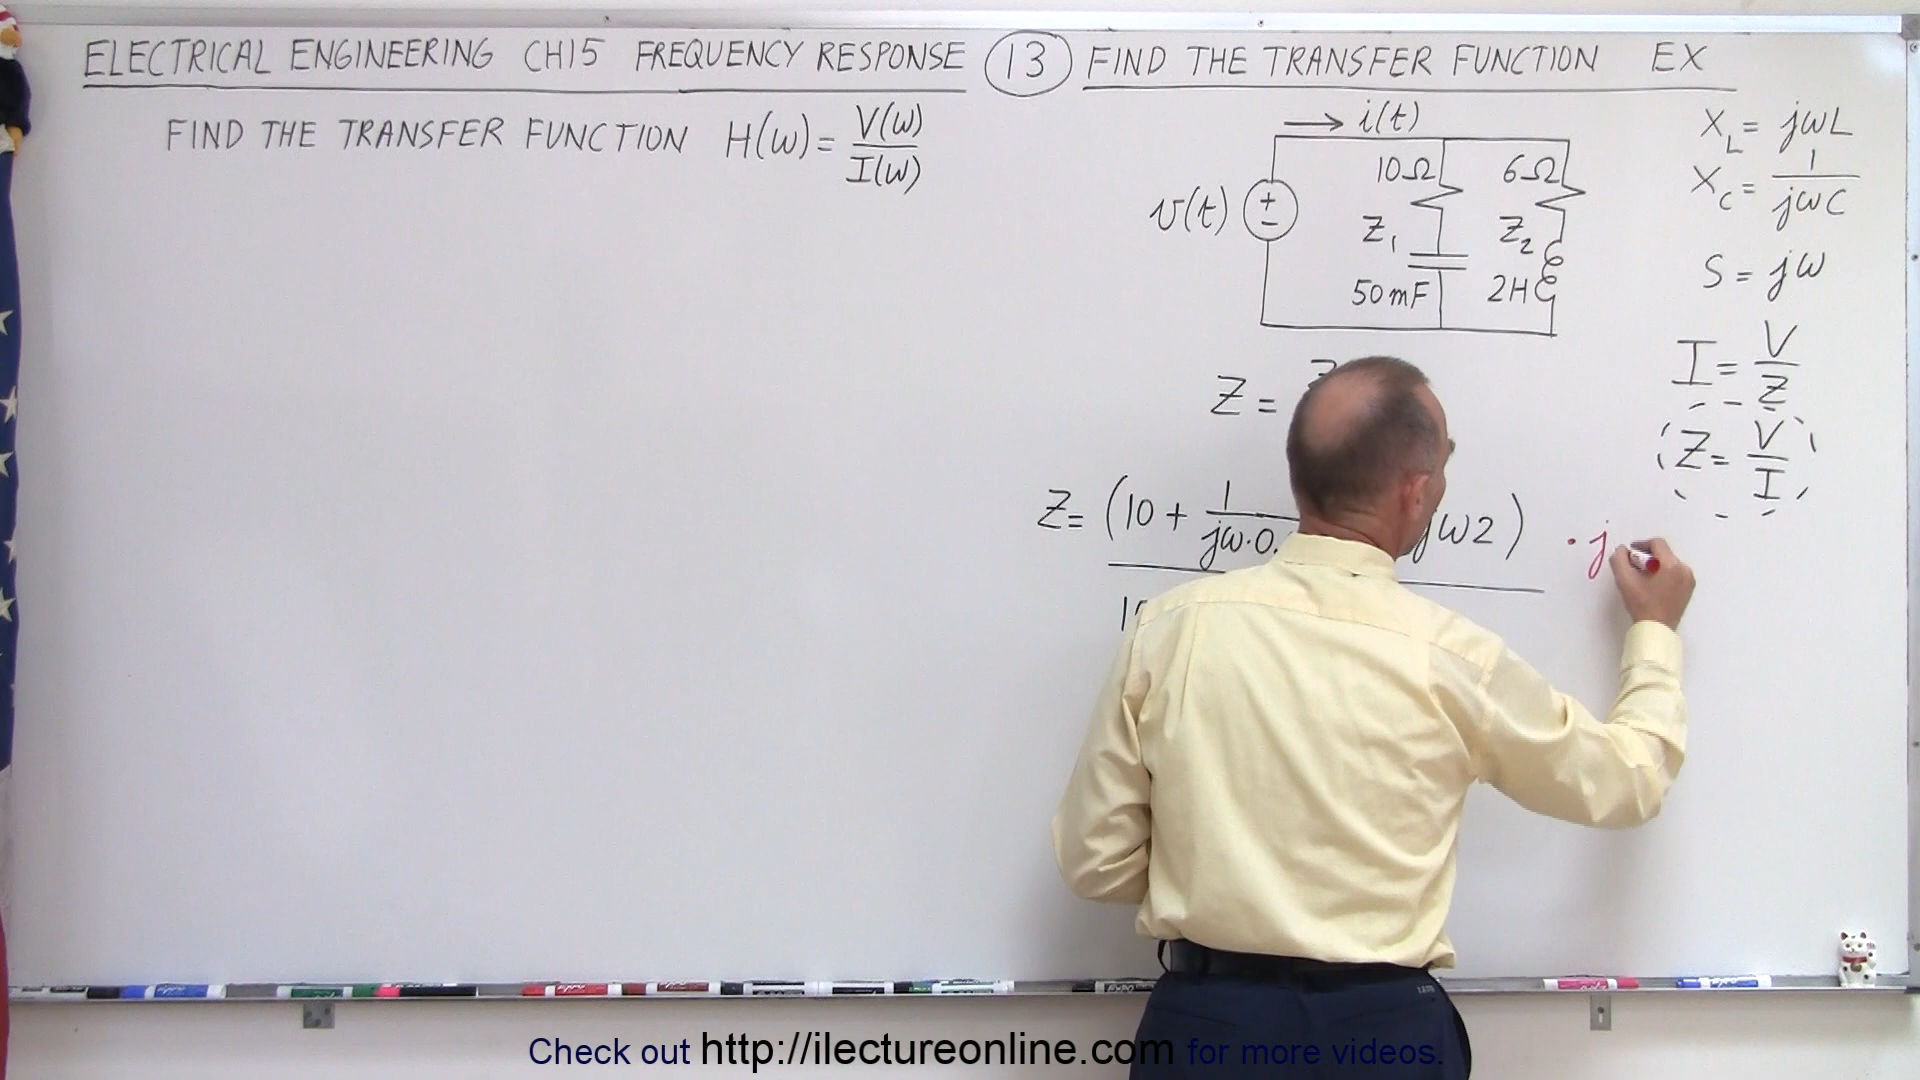 ELECTRICAL ENGINEERING CH15 FREQUENCY RESPONSE 13 FIND THE TRANSFER FUNCTION EX
FIND THE TRANSFER FUNCTION H(ω) = V(ω) / I(ω)
i(t)
10Ω 6Ω
v(t) + −
Z₁ Z₂
50mF 2H
X_L = jωL
X_C = 1 / jωC
S = jω
I = V / Z
Z = V / I
Z =
Z = (10 + 1 / jω·0. jω2) · j
Check out http://ilectureonline.com for more videos.